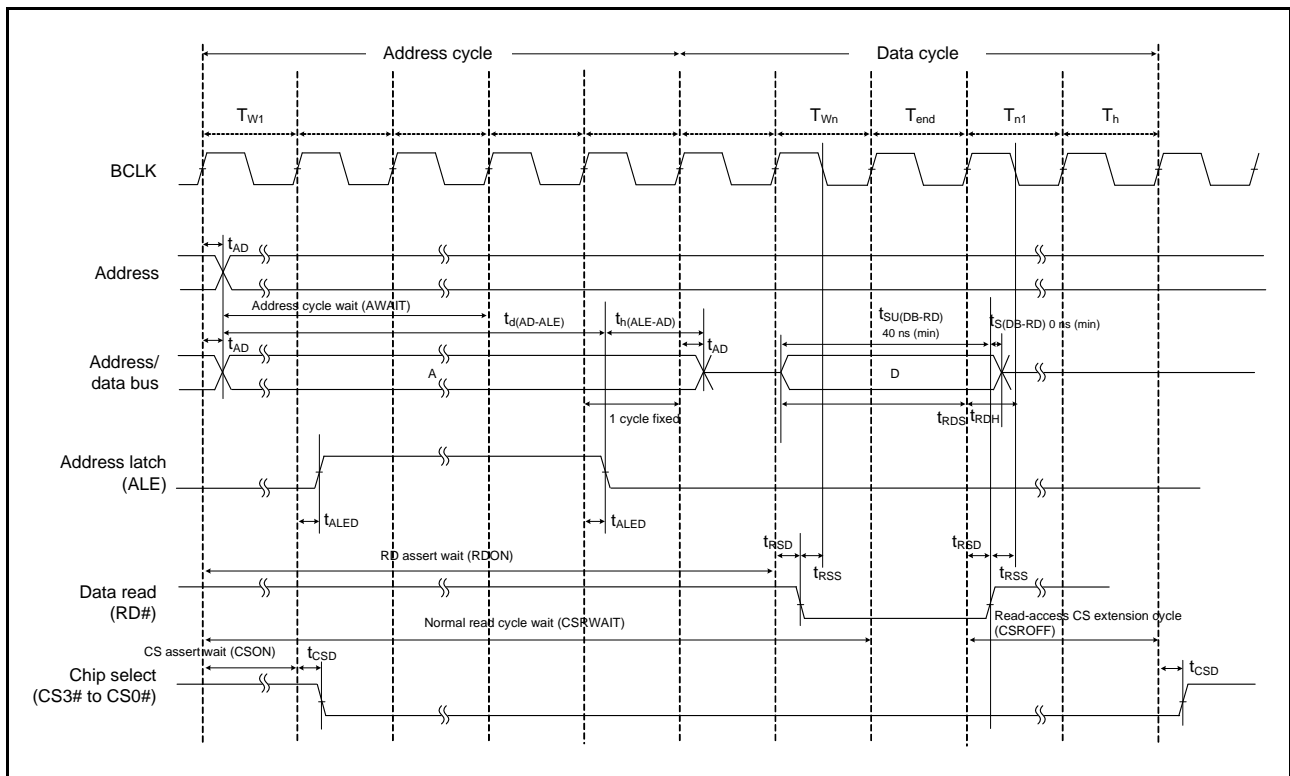 Address cycle
Data cycle
TW1
TWn
Tend
Tn1
Th
BCLK
tAD
Address
Address cycle wait (AWAIT)
td(AD-ALE)
th(ALE-AD)
tSU(DB-RD)
40 ns (min)
tS(DB-RD) 0 ns (min)
tAD
tAD
Address/
data bus
A
D
1 cycle fixed
tRDS
tRDH
Address latch
(ALE)
tALED
tALED
tRSD
tRSS
tRSD
tRSS
RD assert wait (RDON)
Data read
(RD#)
Normal read cycle wait (CSRWAIT)
Read-access CS extension cycle
(CSROFF)
CS assert wait (CSON)
tCSD
tCSD
Chip select
(CS3# to CS0#)